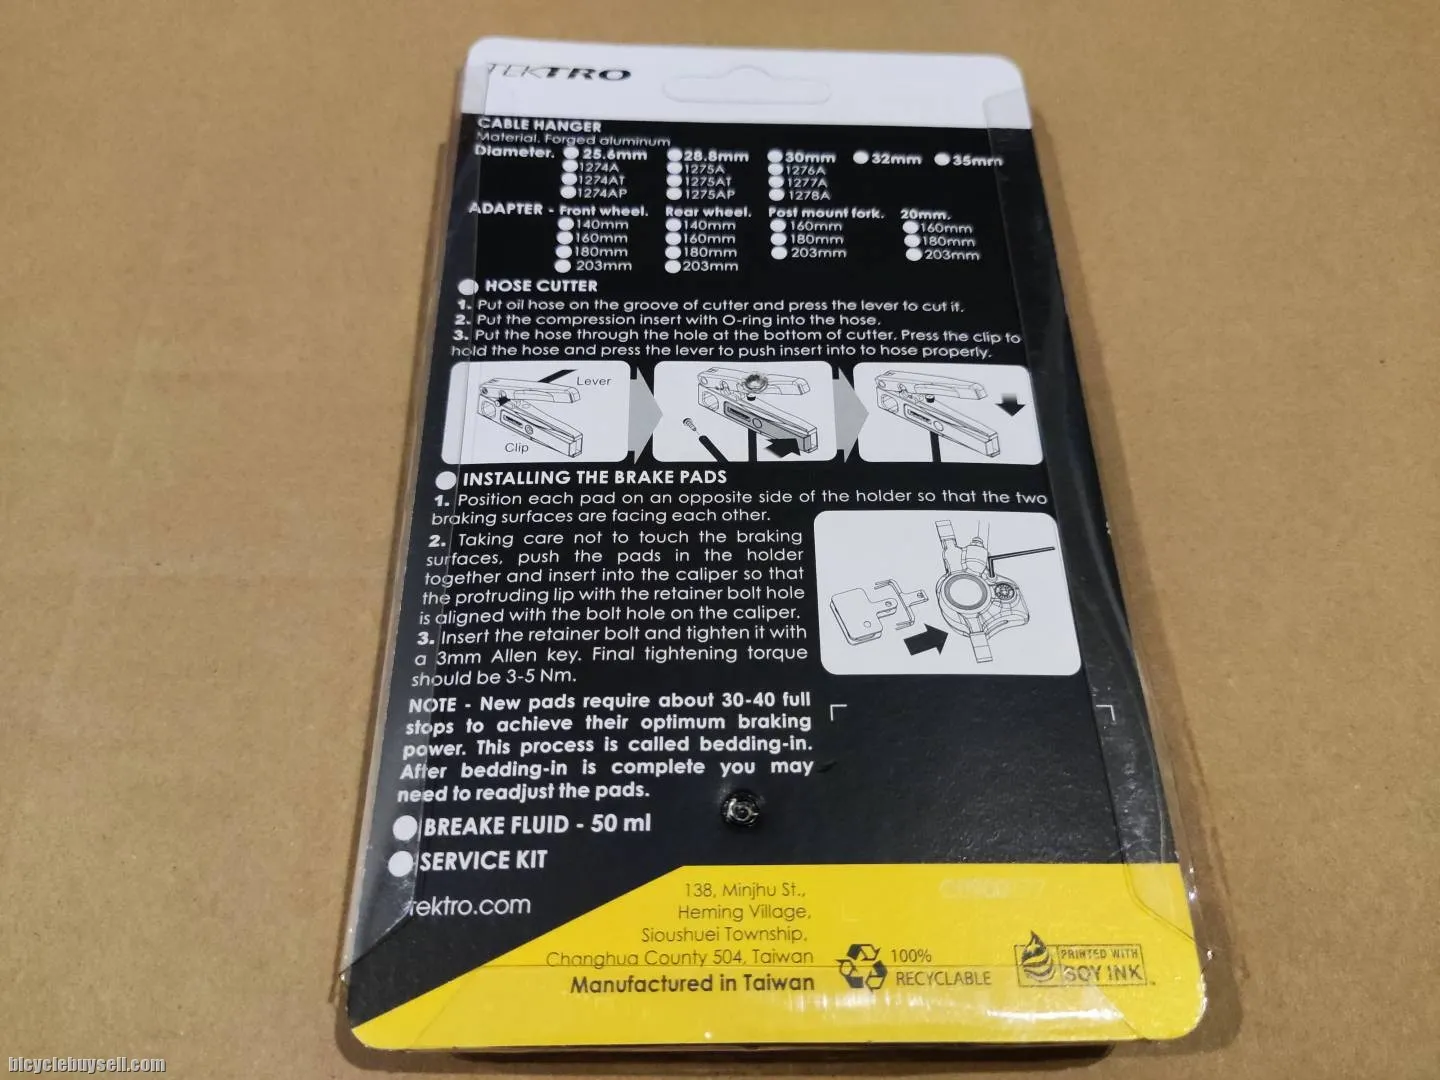 TEKTRO
CABLE HANGER
Material. Forged aluminum
Diameter. 25.6mm 28.8mm 30mm 32mm 35mm
1274A 1275A 1276A
1274AT 1275AT 1277A
1274AP 1275AP 1278A
ADAPTER - Front wheel. Rear wheel. Post mount fork. 20mm.
140mm 140mm 160mm 160mm
160mm 160mm 180mm 180mm
180mm 180mm 203mm 203mm
203mm 203mm
HOSE CUTTER
1. Put oil hose on the groove of cutter and press the lever to cut it.
2. Put the compression insert with O-ring into the hose.
3. Put the hose through the hole at the bottom of cutter. Press the clip to
hold the hose and press the lever to push insert into to hose properly.
Lever
Clip
INSTALLING THE BRAKE PADS
1. Position each pad on an opposite side of the holder so that the two
braking surfaces are facing each other.
2. Taking care not to touch the braking
surfaces, push the pads in the holder
together and insert into the caliper so that
the protruding lip with the retainer bolt hole
is aligned with the bolt hole on the caliper.
3. Insert the retainer bolt and tighten it with
a 3mm Allen key. Final tightening torque
should be 3-5 Nm.
NOTE - New pads require about 30-40 full
stops to achieve their optimum braking
power. This process is called bedding-in.
After bedding-in is complete you may
need to readjust the pads.
BREAKE FLUID - 50 ml
SERVICE KIT
tektro.com
138, Minjhu St.,
Heming Village,
Sioushuei Township,
Changhua County 504, Taiwan
Manufactured in Taiwan
100%
RECYCLABLE
PRINTED WITH
SOY INK
bicyclebuysell.com